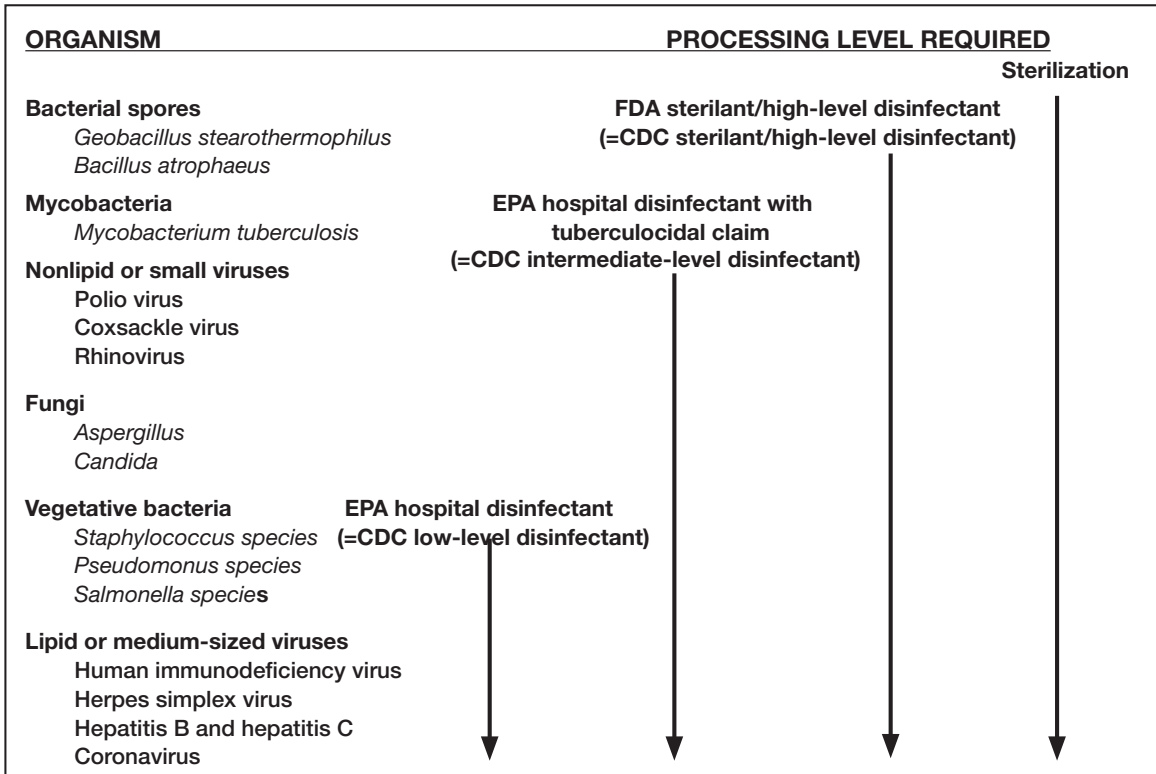 ORGANISM PROCESSING LEVEL REQUIRED
Sterilization
Bacterial spores FDA sterilant/high-level disinfectant
Geobacillus stearothermophilus (=CDC sterilant/high-level disinfectant)
Bacillus atrophaeus
Mycobacteria EPA hospital disinfectant with
Mycobacterium tuberculosis tuberculocidal claim
(=CDC intermediate-level disinfectant)
Nonlipid or small viruses
Polio virus
Coxsackle virus
Rhinovirus
Fungi
Aspergillus
Candida
Vegetative bacteria EPA hospital disinfectant
Staphylococcus species (=CDC low-level disinfectant)
Pseudomonus species
Salmonella species
Lipid or medium-sized viruses
Human immunodeficiency virus
Herpes simplex virus
Hepatitis B and hepatitis C
Coronavirus